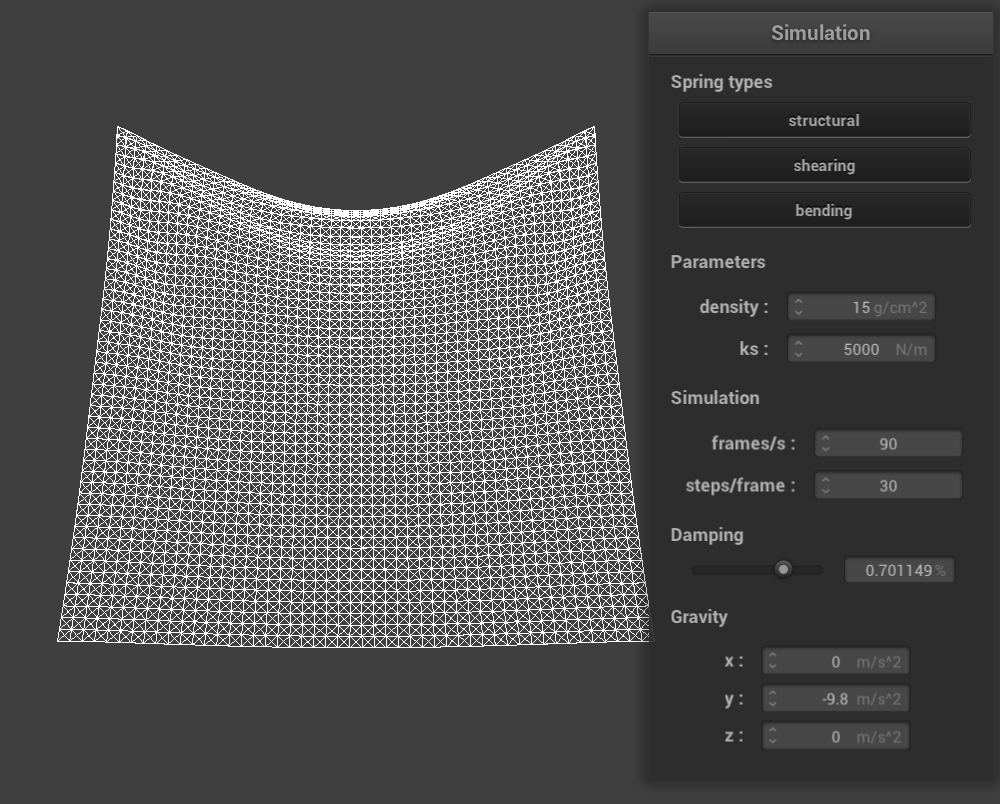 Simulation
Spring types
structural
shearing
bending
Parameters
density : 15 g/cm^2
ks : 5000 N/m
Simulation
frames/s : 90
steps/frame : 30
Damping
0.701149 %
Gravity
x : 0 m/s^2
y : -9.8 m/s^2
z : 0 m/s^2